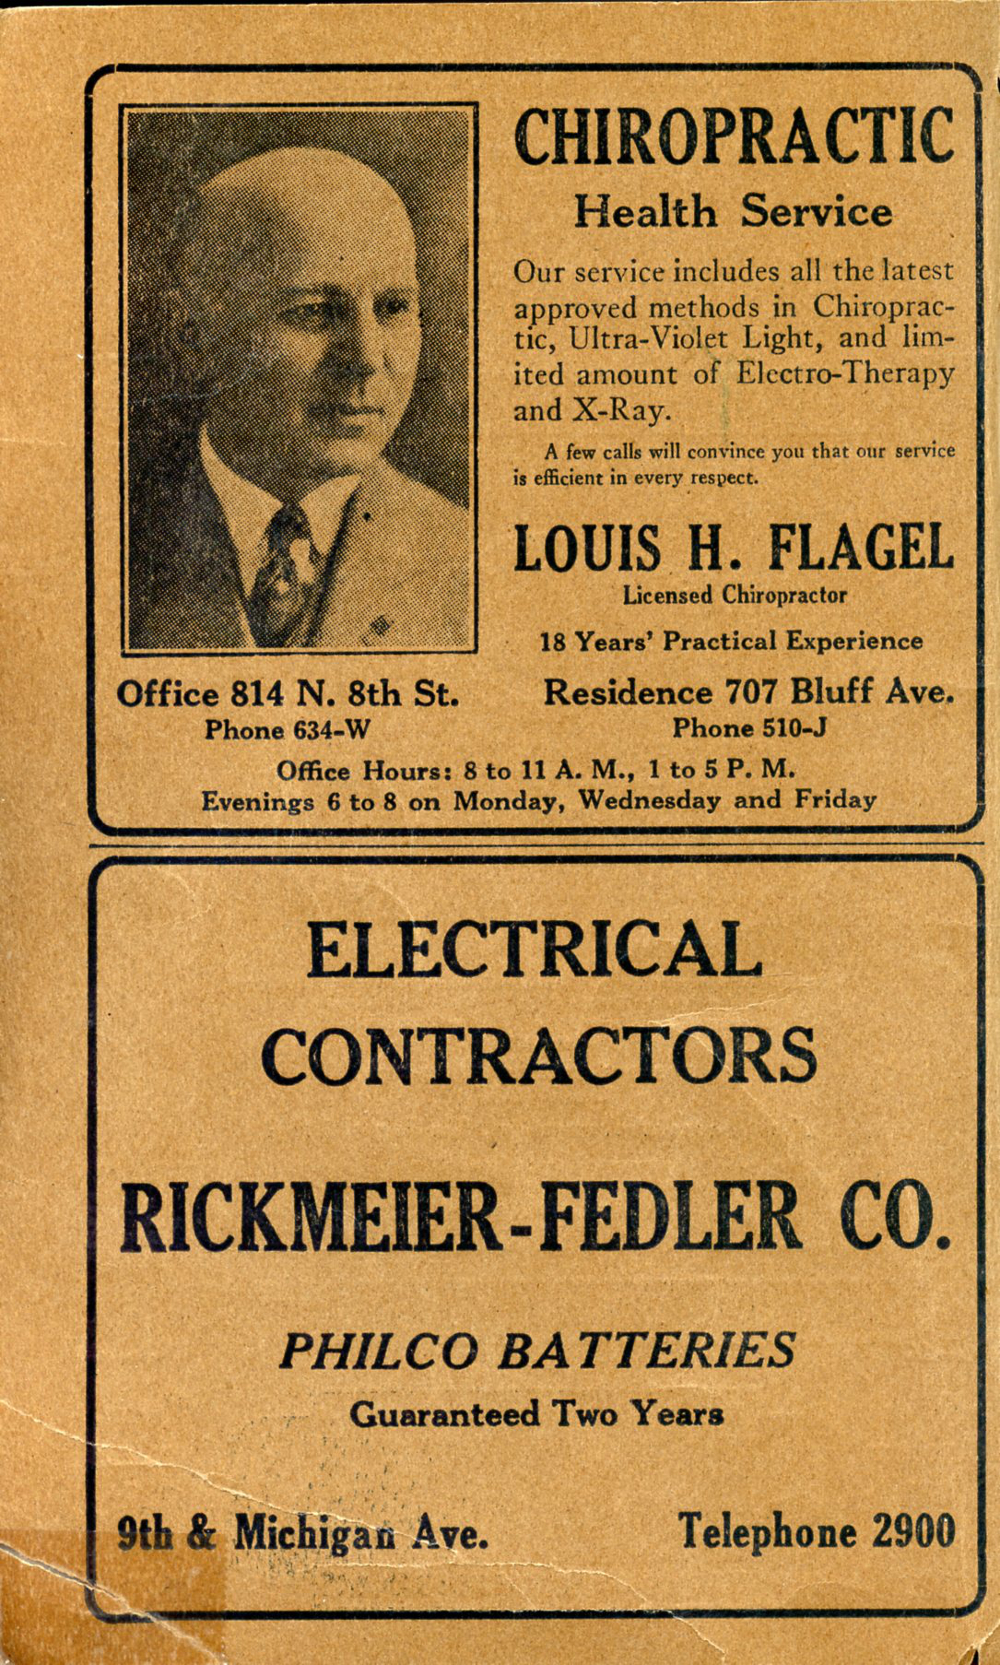 CHIROPRACTIC
Health Service
Our service includes all the latest
approved methods in Chiroprac-
tic, Ultra-Violet Light, and lim-
ited amount of Electro-Therapy
and X-Ray.
A few calls will convince you that our service
is efficient in every respect.
LOUIS H. FLAGEL
Licensed Chiropractor
18 Years' Practical Experience
Office 814 N. 8th St.
Phone 634-W
Residence 707 Bluff Ave.
Phone 510-J
Office Hours: 8 to 11 A. M., 1 to 5 P. M.
Evenings 6 to 8 on Monday, Wednesday and Friday
ELECTRICAL
CONTRACTORS
RICKMEIER-FEDLER CO.
PHILCO BATTERIES
Guaranteed Two Years
9th & Michigan Ave.
Telephone 2900